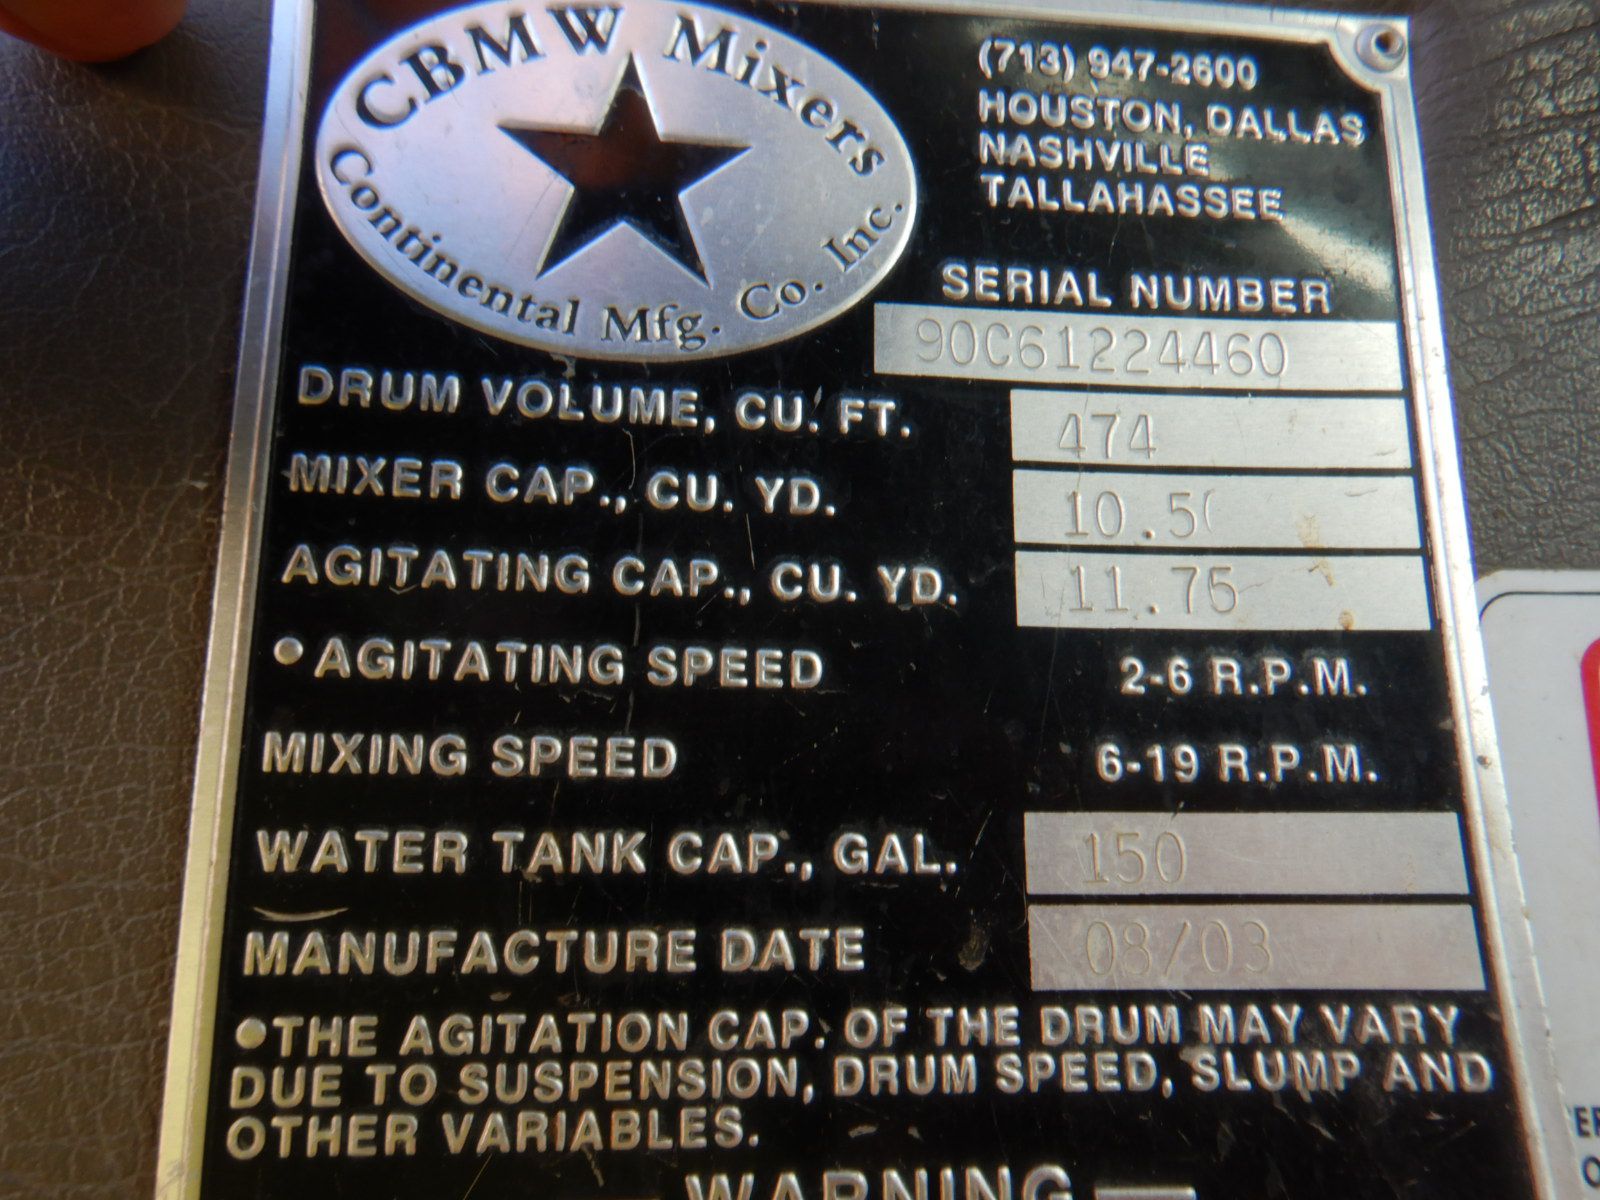 CBMW Mixers
Continental Mfg. Co. Inc.
(713) 947-2600
HOUSTON, DALLAS
NASHVILLE
TALLAHASSEE
SERIAL NUMBER
90C61224460
DRUM VOLUME, CU. FT. 474
MIXER CAP., CU. YD. 10.50
AGITATING CAP., CU. YD. 11.75
•AGITATING SPEED 2-6 R.P.M.
MIXING SPEED 6-19 R.P.M.
WATER TANK CAP., GAL. 150
MANUFACTURE DATE 08/03
•THE AGITATION CAP. OF THE DRUM MAY VARY
DUE TO SUSPENSION, DRUM SPEED, SLUMP AND
OTHER VARIABLES.
WARNING —